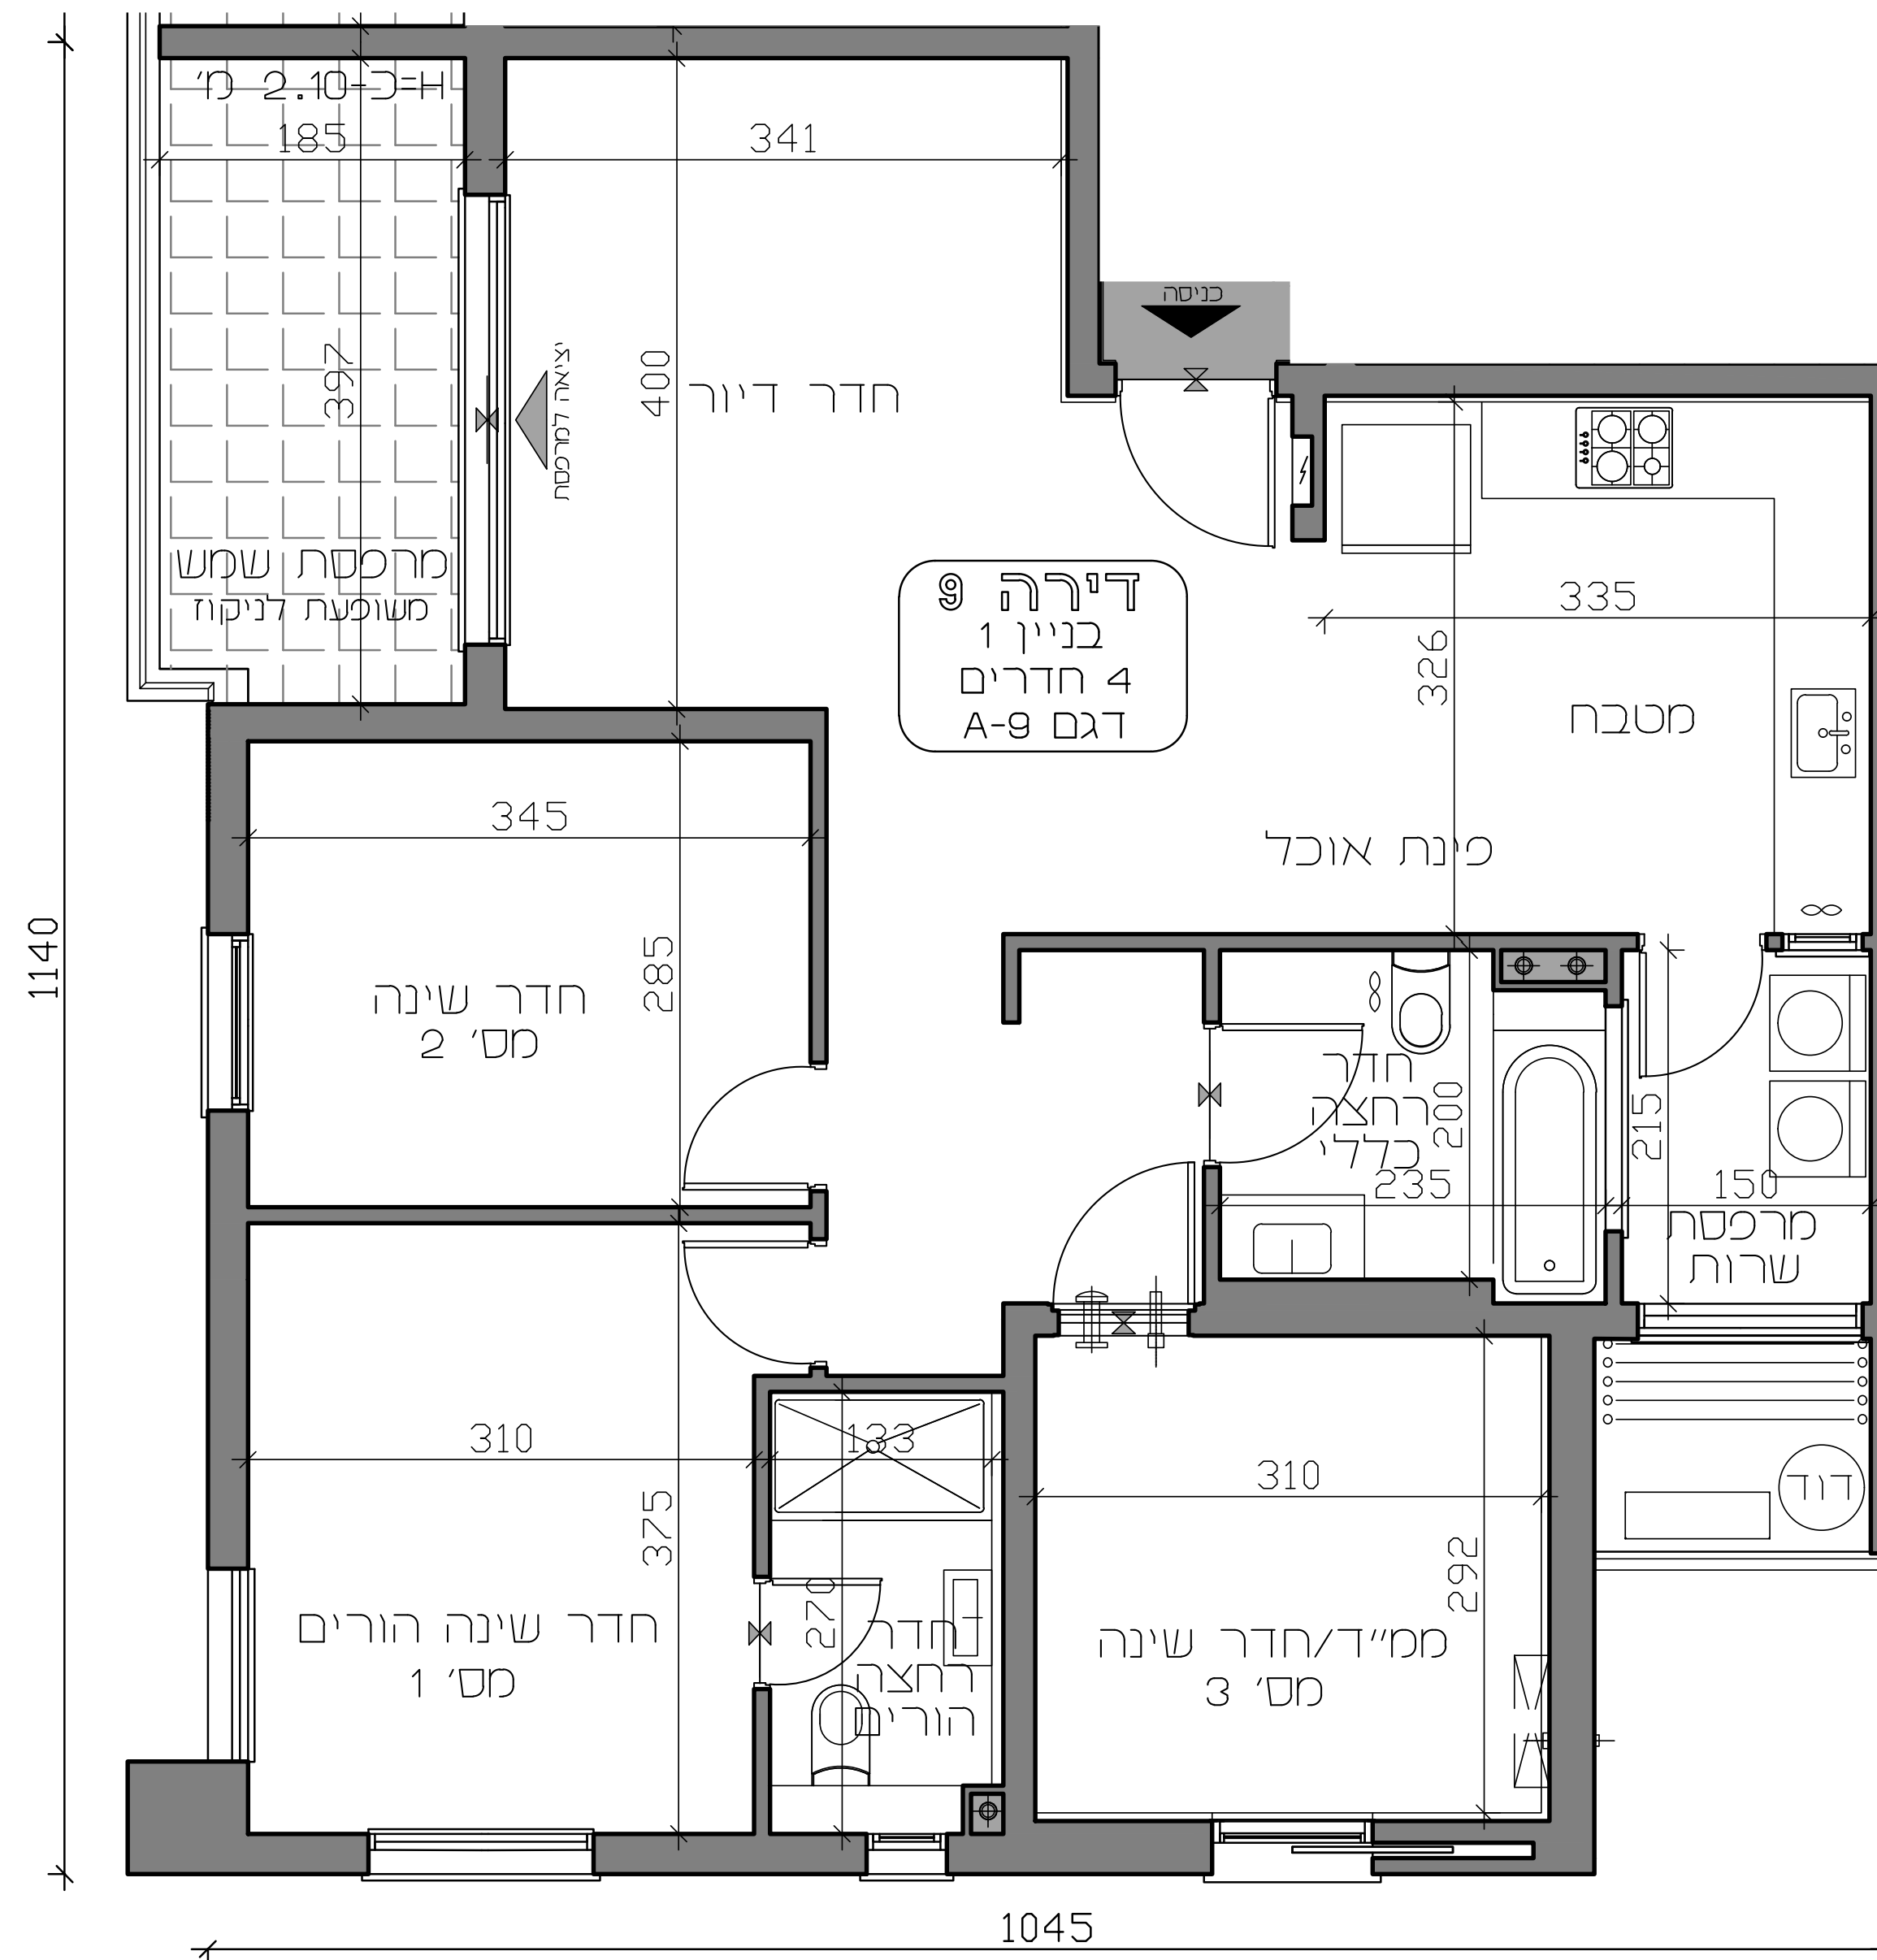 H=כ-2.10 מ'
185
341
כניסה
397
400
חדר דיור
יציאה למרפסת
מרפסת שמש
משופעת לניקוז
דירה 9
בניין 1
4 חדרים
דגם A-9
335
326
מטבח
פינת אוכל
345
1140
285
חדר שינה
מס' 2
חדר
רחצה
כללי
200
235
215
150
מרפסת
שרות
310
133
375
310
292
דוד
270
חדר שינה הורים
מס' 1
חדר
רחצה
הורים
ממ"ד/חדר שינה
מס' 3
1045